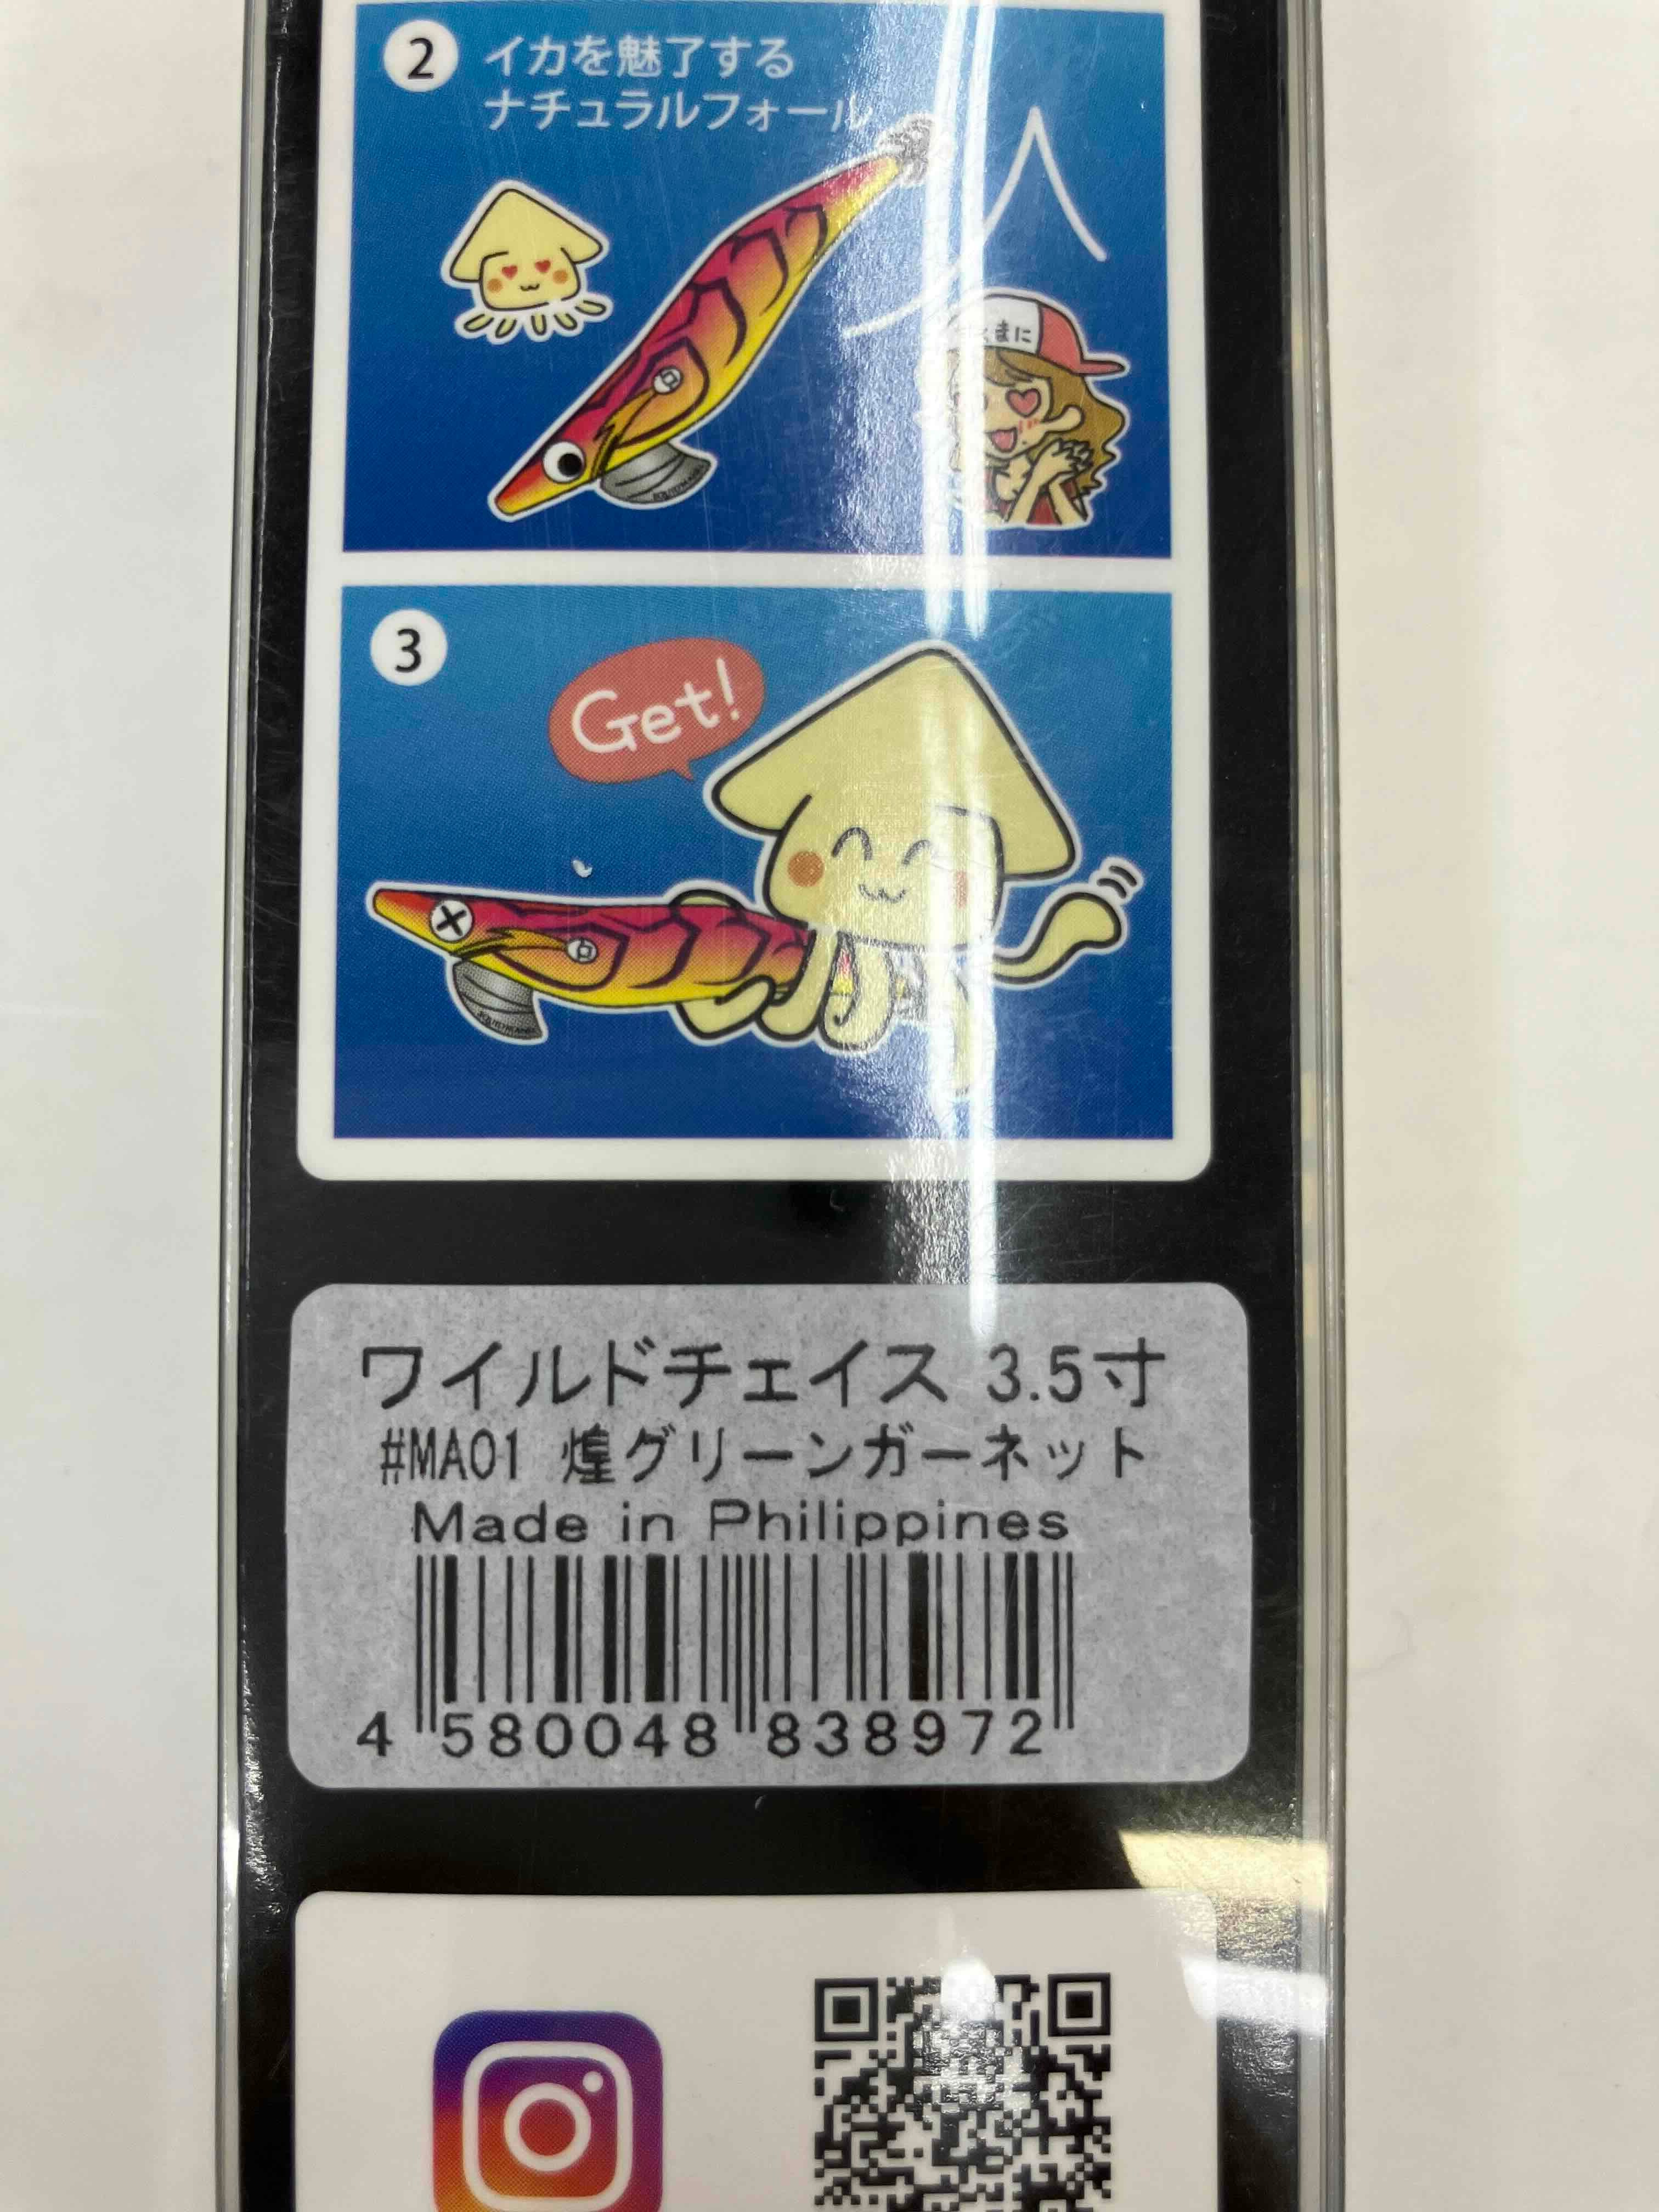 2 イカを魅了する
ナチュラルフォール
まに
3
Get!
ワイルドチェイス 3.5寸
#MA01 煌グリーンガーネット
Made in Philippines
4 580048 838972